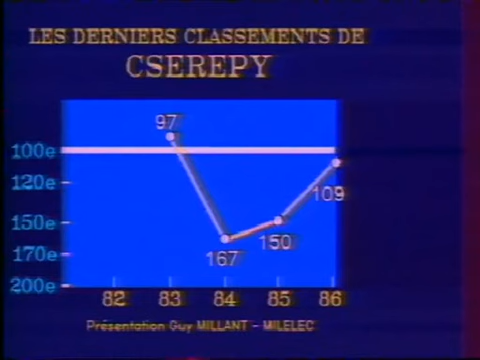 LES DERNIERS CLASSEMENTS DE
CSEREPY
97
100e
120e
109
150e
150
167
170e
200e
82 83 84 85 86
Présentation Guy MILLANT - MILELEC